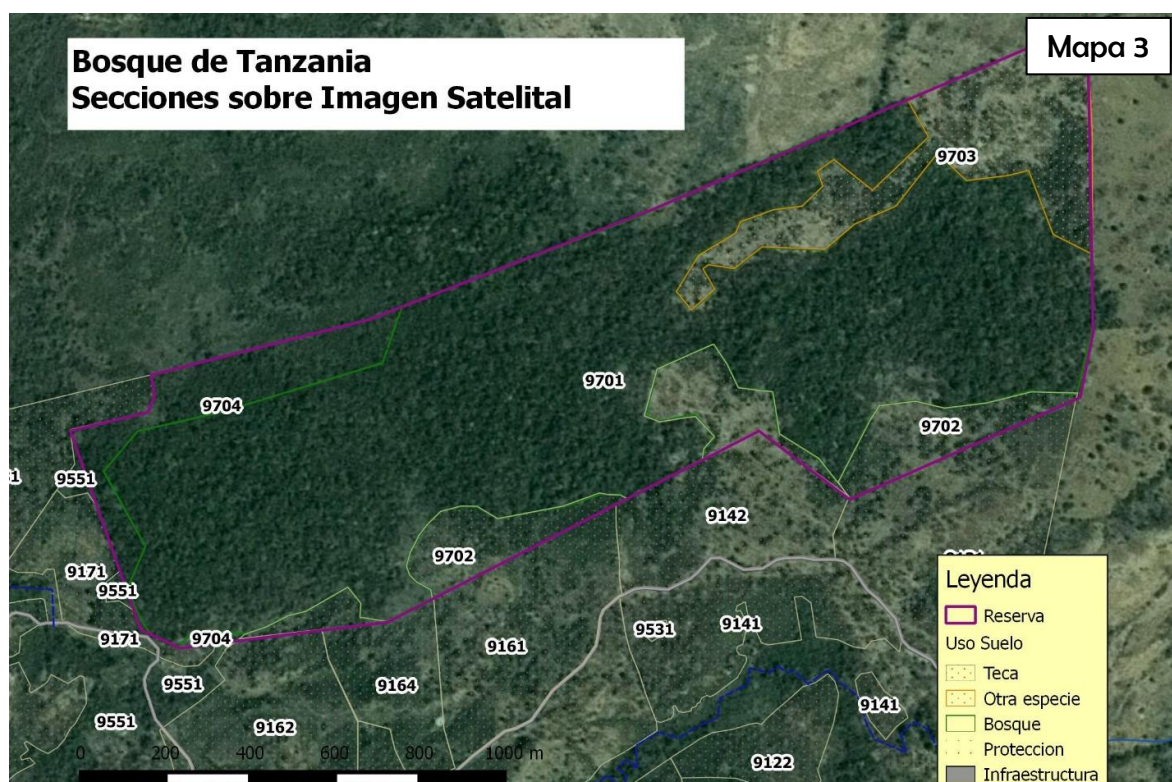 Bosque de Tanzania
Secciones sobre Imagen Satelital
Mapa 3
9703
9701
9704
9702
9551
9142
9702
9171
9551
9171
9704
9161
9531
9141
9551
9164
9141
9551
9162
9122
0 200 400 600 800 1000 m
Leyenda
Reserva
Uso Suelo
Teca
Otra especie
Bosque
Proteccion
Infraestructura